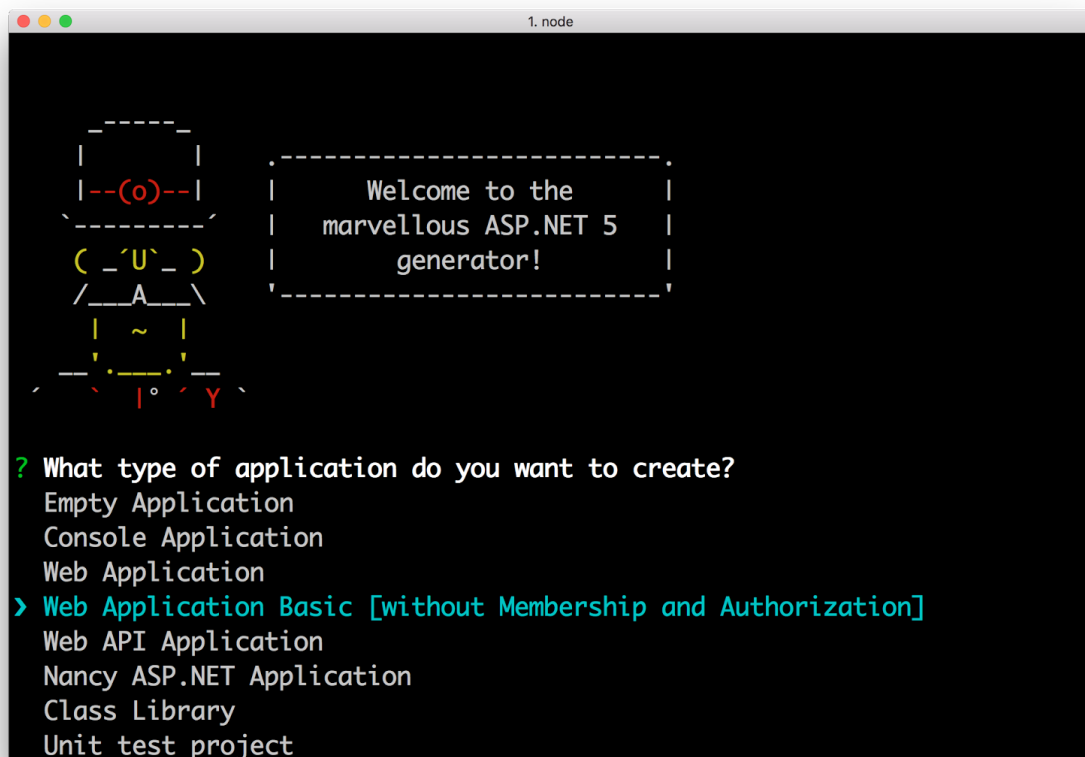 1. node
Welcome to the
marvellous ASP.NET 5
generator!
? What type of application do you want to create?
Empty Application
Console Application
Web Application
❯ Web Application Basic [without Membership and Authorization]
Web API Application
Nancy ASP.NET Application
Class Library
Unit test project